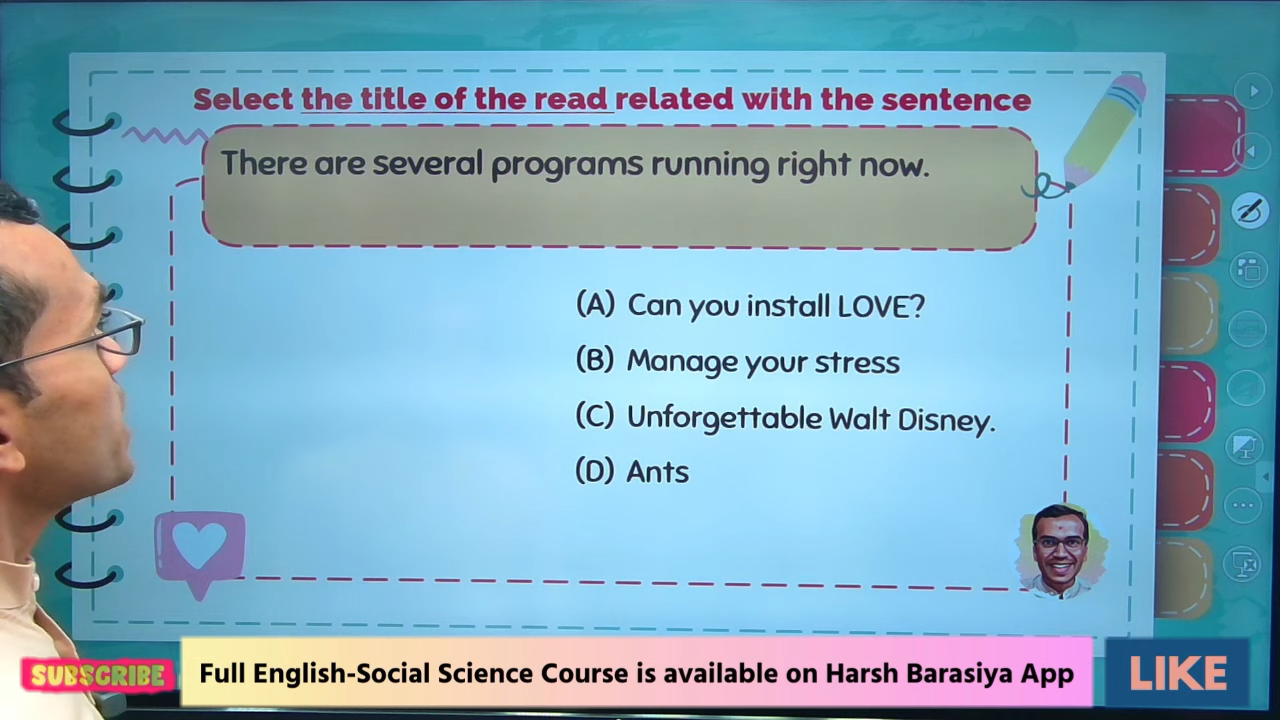 Select the title of the read related with the sentence
There are several programs running right now.
(A) Can you install LOVE?
(B) Manage your stress
(C) Unforgettable Walt Disney.
(D) Ants
SUBSCRIBE
Full English-Social Science Course is available on Harsh Barasiya App
LIKE